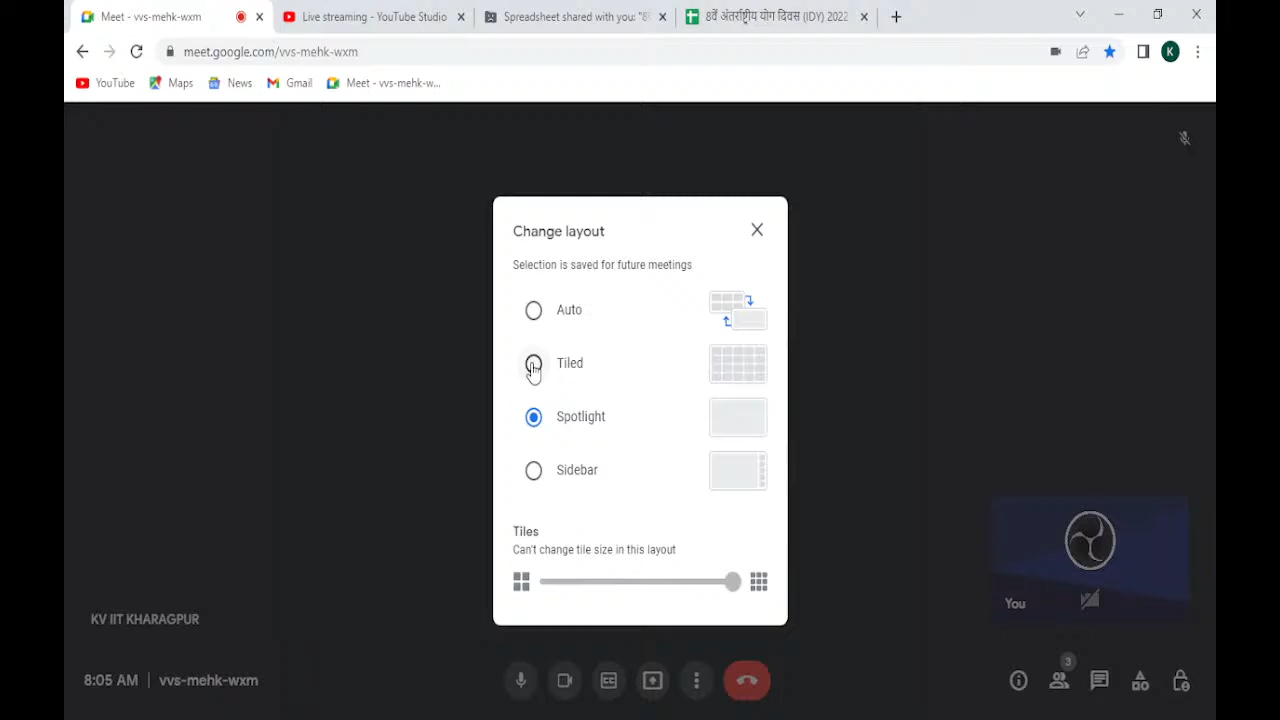 Meet - vvs-mehk-wxm
Live streaming - YouTube Studio
Spreadsheet shared with you: "8
8वें अंतर्राष्ट्रीय योग दिवस (IDY) 2022
meet.google.com/vvs-mehk-wxm
K
YouTube
Maps
News
Gmail
Meet - vvs-mehk-w...
Change layout
Selection is saved for future meetings
Auto
Tiled
Spotlight
Sidebar
Tiles
Can't change tile size in this layout
You
KV IIT KHARAGPUR
8:05 AM | vvs-mehk-wxm
3